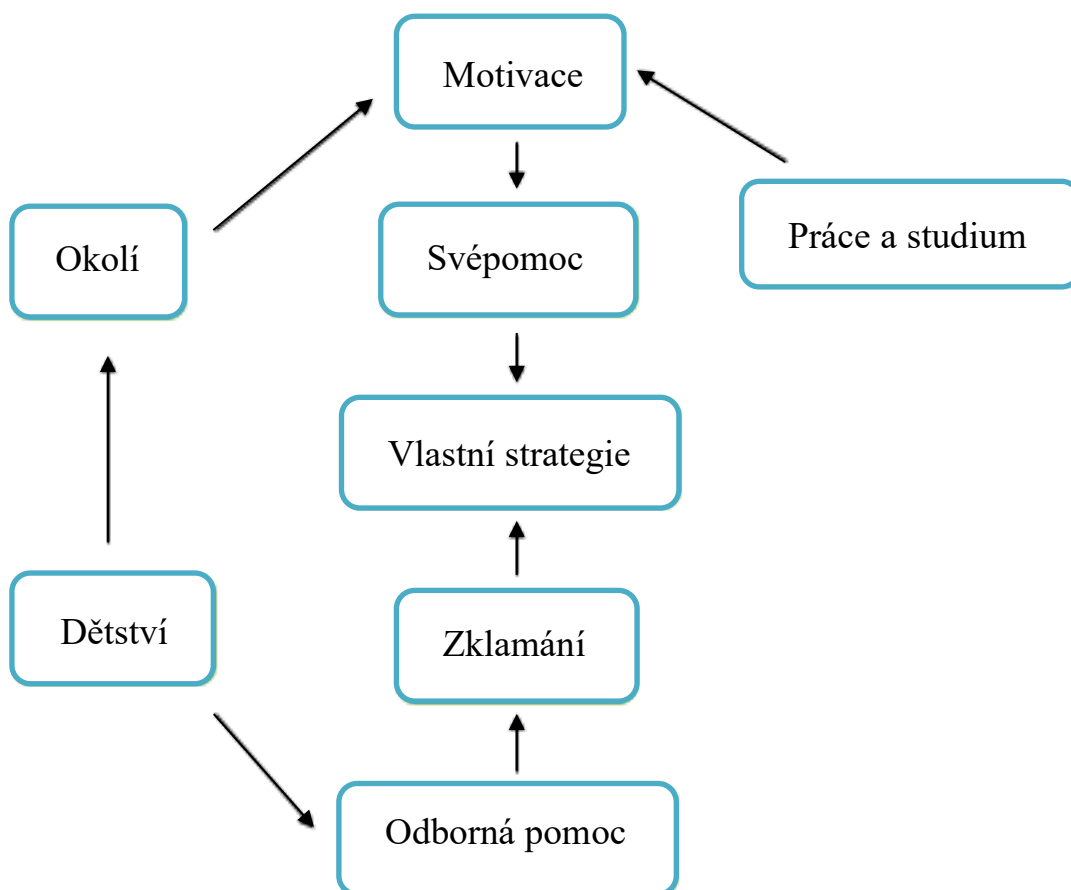 Motivace
Práce a studium
Okolí
Svépomoc
Vlastní strategie
Dětství
Zklamání
Odborná pomoc